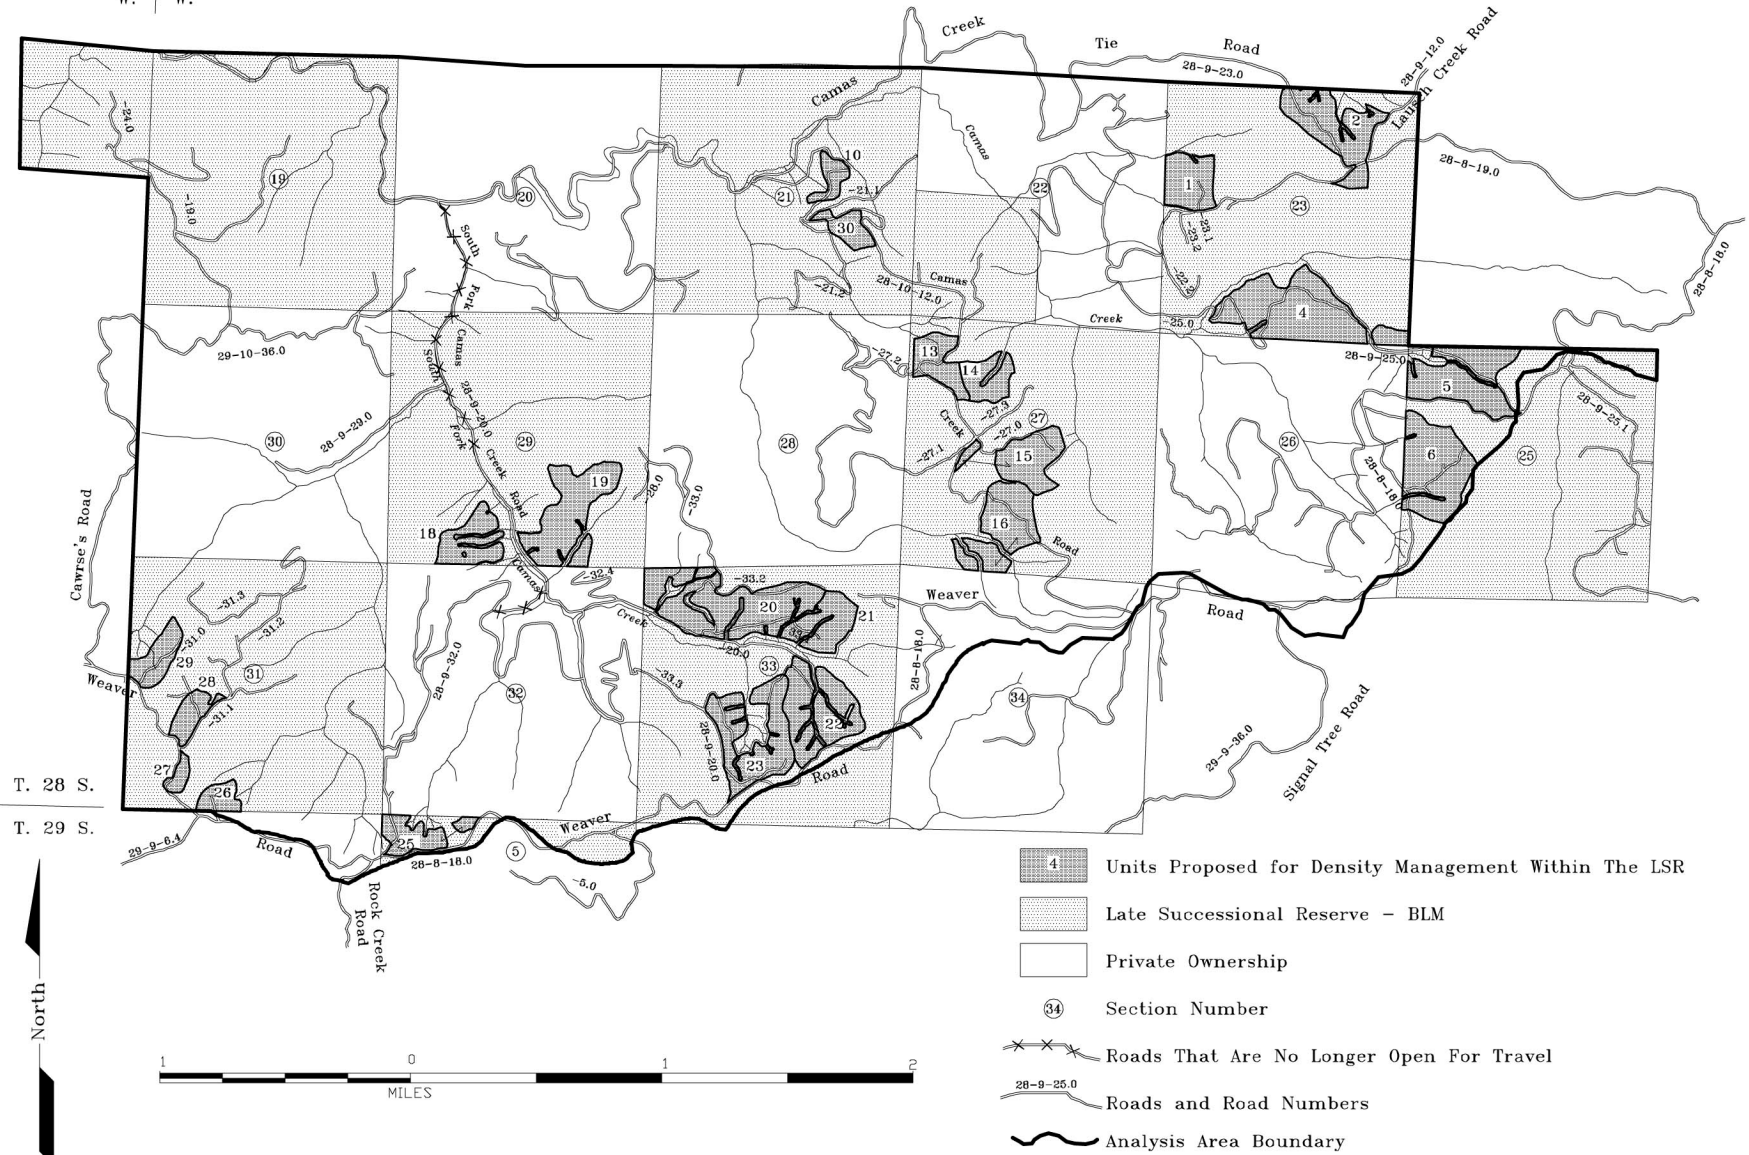 W. W.
Creek
Tie Road
28-9-23.0
28-9-12.0
Lausch Creek Road
Camas
-24.0
2
10
Camas
28-8-19.0
19
20
21
-21.1
22
1
23
-19.0
30
-23.1
-23.2
South
28-10-12.0
Camas
-22.2
28-8-18.0
-21.2
Fork
4
Creek
-25.0
29-10-36.0
Camas
South
-27.2
13
14
28-9-25.0
5
28-9-20.0
28-9-29.0
Fork
Creek
-27.3
27
-27.0
28-9-25.1
30
29
28
-27.1
26
15
6
25
Creek
Road
19
-28.0
-33.0
28-8-18.0
Cawrse's Road
18
16
Road
Camas
-32.4
-33.2
-31.3
20
21
Weaver
Road
Creek
-31.0
-31.2
-20.0
28-8-18.0
29
31
33
Weaver
28
28-9-32.0
-33.3
32
34
-31.1
22
28-9-20.0
29-9-36.0
Signal Tree Road
27
23
Road
T. 28 S.
26
T. 29 S.
Weaver
29-9-6.4
Road
25
28-8-18.0
5
-5.0
Rock Creek
Road
North
4 Units Proposed for Density Management Within The LSR
Late Successional Reserve - BLM
Private Ownership
34 Section Number
Roads That Are No Longer Open For Travel
28-9-25.0
Roads and Road Numbers
Analysis Area Boundary
1 0 1 2
MILES